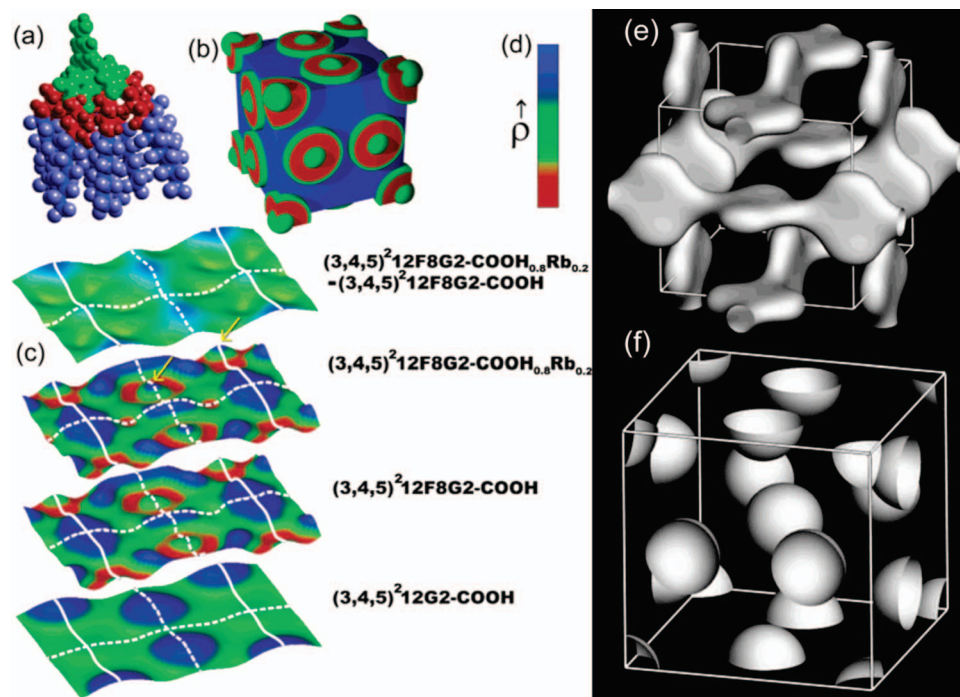 (a)
(b)
(d)
ρ
(e)
(3,4,5)²12F8G2-COOH₀.₈Rb₀.₂
-(3,4,5)²12F8G2-COOH
(c)
(3,4,5)²12F8G2-COOH₀.₈Rb₀.₂
(f)
(3,4,5)²12F8G2-COOH
(3,4,5)²12G2-COOH